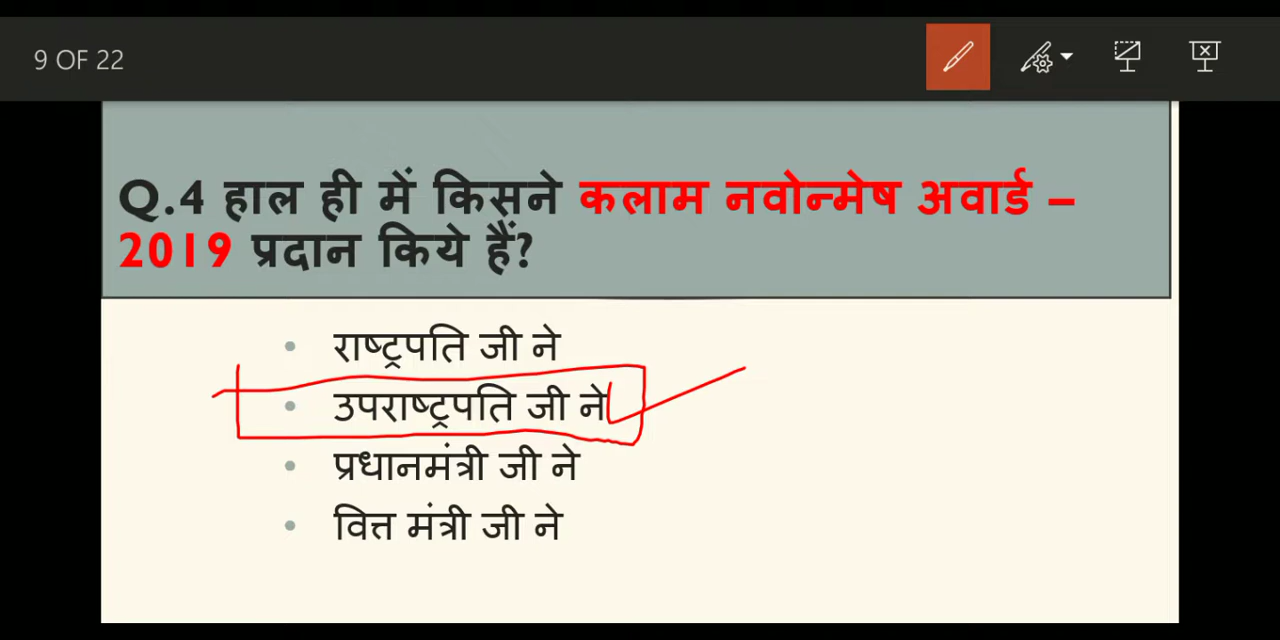 9 OF 22
Q.4 हाल ही में किसने कलाम नवोन्मेष अवार्ड –
2019 प्रदान किये हैं?
• राष्ट्रपति जी ने
• उपराष्ट्रपति जी ने
• प्रधानमंत्री जी ने
• वित्त मंत्री जी ने